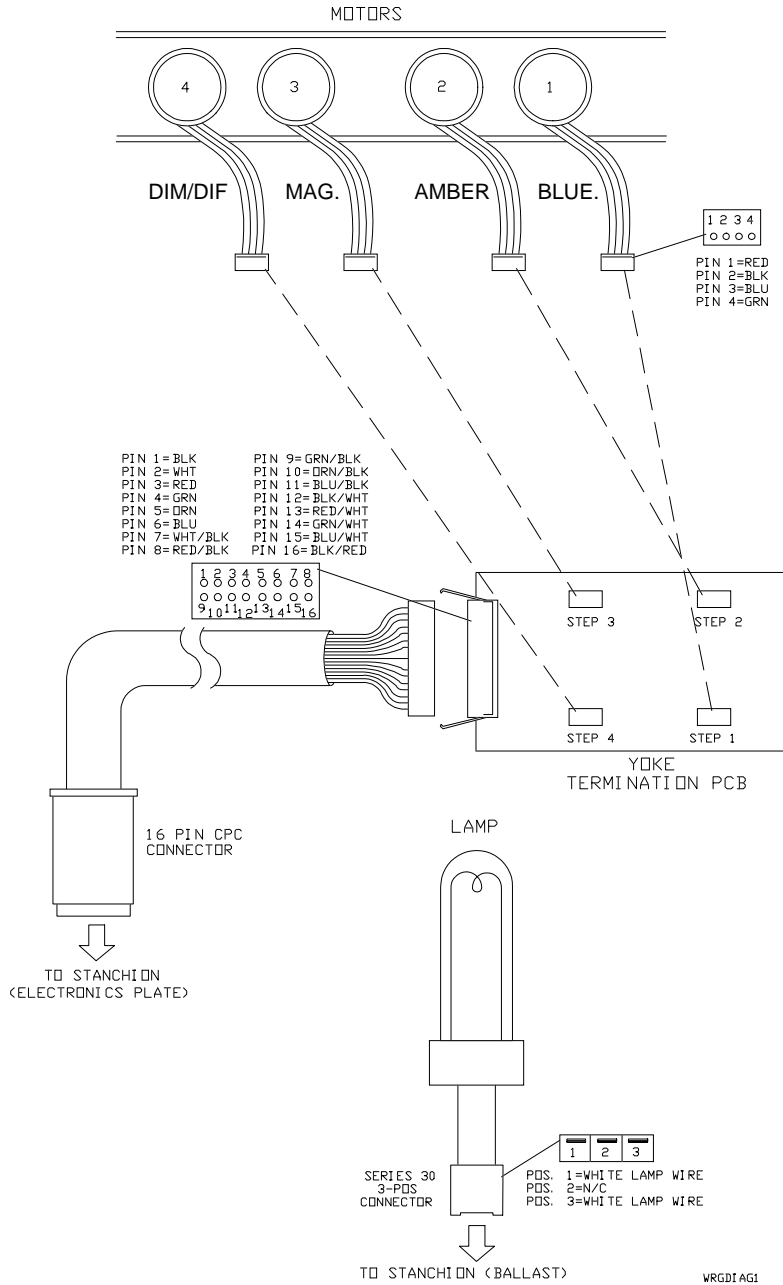 MOTORS
4 3 2 1
DIM/DIF MAG. AMBER BLUE.
1 2 3 4
PIN 1=RED
PIN 2=BLK
PIN 3=BLU
PIN 4=GRN
PIN 1=BLK
PIN 2=WHT
PIN 3=RED
PIN 4=GRN
PIN 5=ORN
PIN 6=BLU
PIN 7=WHT/BLK
PIN 8=RED/BLK
PIN 9=GRN/BLK
PIN 10=ORN/BLK
PIN 11=BLU/BLK
PIN 12=BLK/WHT
PIN 13=RED/WHT
PIN 14=GRN/WHT
PIN 15=BLU/WHT
PIN 16=BLK/RED
1 2 3 4 5 6 7 8
9 10 11 12 13 14 15 16
STEP 3 STEP 2
STEP 4 STEP 1
YOKE
TERMINATION PCB
16 PIN CPC
CONNECTOR
TO STANCHION
(ELECTRONICS PLATE)
LAMP
1 2 3
SERIES 30
3-POS
CONNECTOR
POS. 1=WHITE LAMP WIRE
POS. 2=N/C
POS. 3=WHITE LAMP WIRE
TO STANCHION (BALLAST)
WRGDIAG1